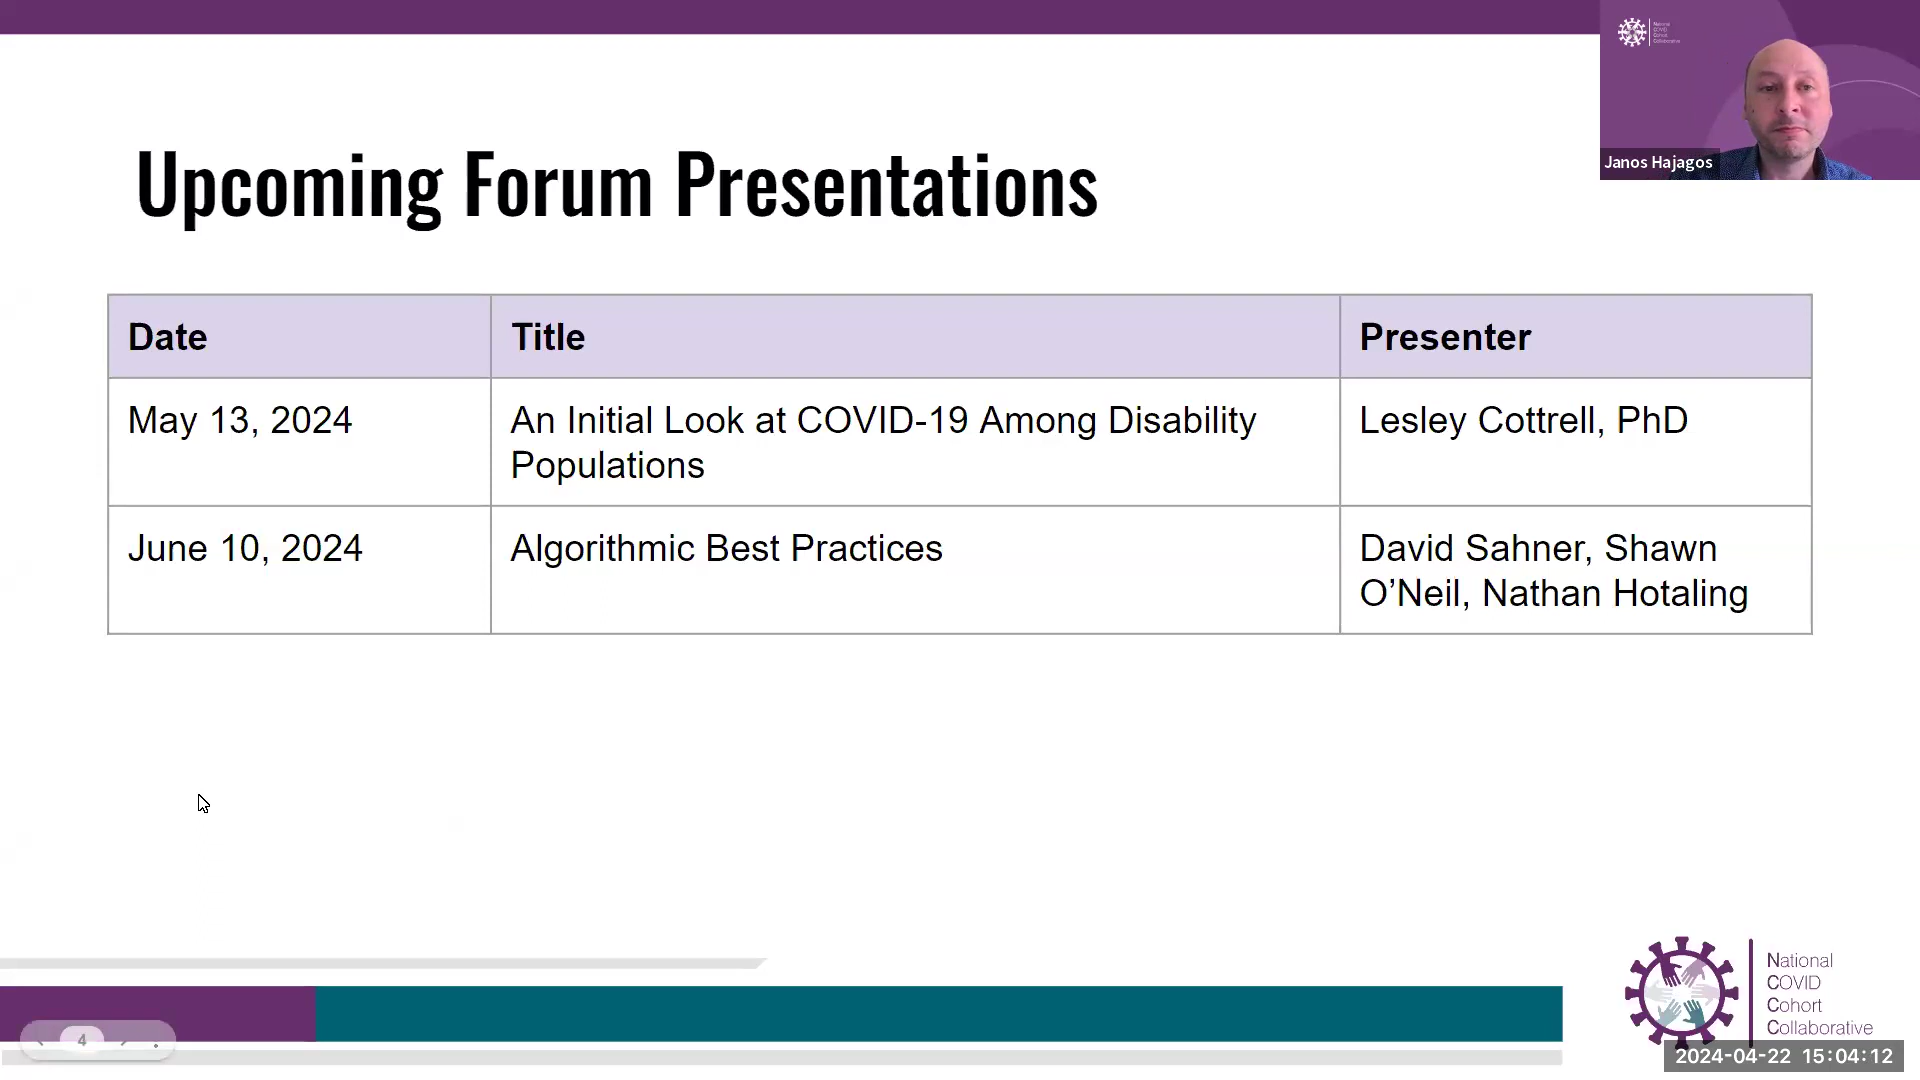 Upcoming Forum Presentations
Janos Hajagos
Date Title Presenter
May 13, 2024 An Initial Look at COVID-19 Among Disability Lesley Cottrell, PhD
Populations
June 10, 2024 Algorithmic Best Practices David Sahner, Shawn
O’Neil, Nathan Hotaling
4
National
COVID
Cohort
Collaborative
2024-04-22 15:04:12